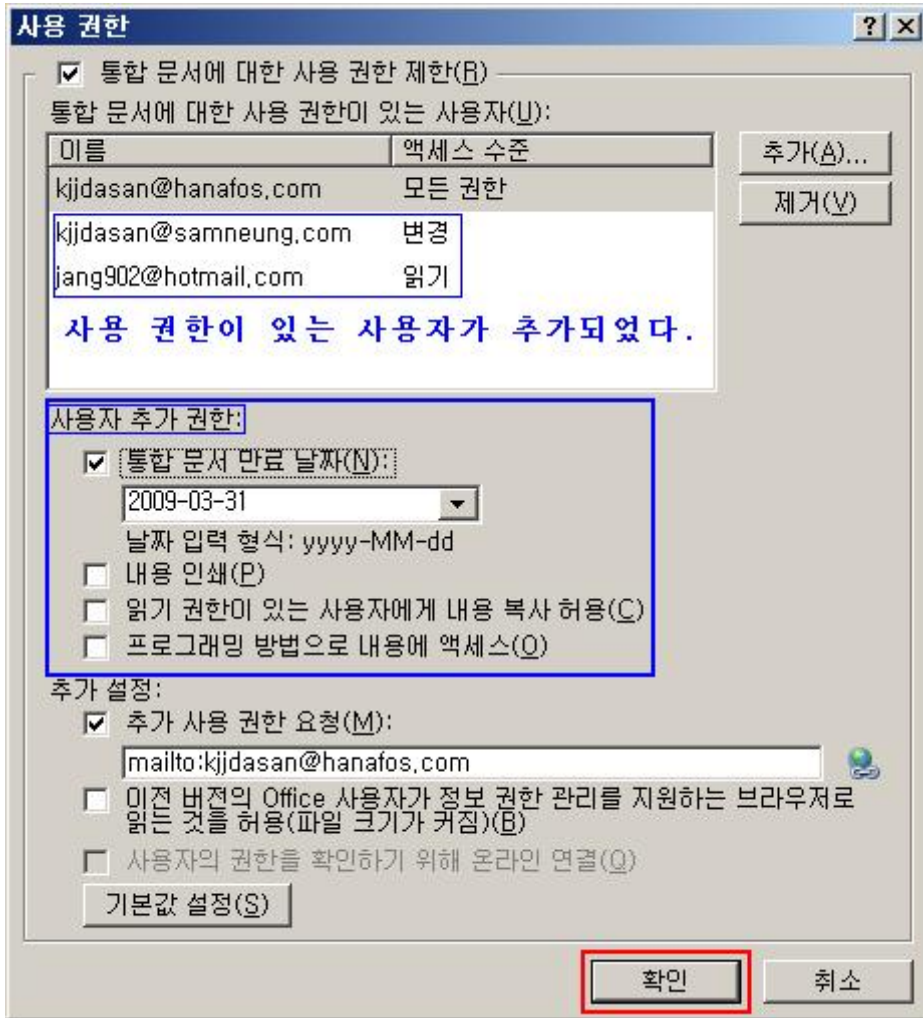 사용 권한
통합 문서에 대한 사용 권한 제한(R)
통합 문서에 대한 사용 권한이 있는 사용자(U):
이름 액세스 수준
추가(A)...
kjjdasan@hanafos.com 모든 권한
제거(V)
kjjdasan@samneung.com 변경
jang902@hotmail.com 읽기
사용 권한이 있는 사용자가 추가되었다.
사용자 추가 권한:
통합 문서 만료 날짜(N):
2009-03-31
날짜 입력 형식: yyyy-MM-dd
내용 인쇄(P)
읽기 권한이 있는 사용자에게 내용 복사 허용(C)
프로그래밍 방법으로 내용에 액세스(O)
추가 설정:
추가 사용 권한 요청(M):
mailto:kjjdasan@hanafos.com
이전 버전의 Office 사용자가 정보 권한 관리를 지원하는 브라우저로
읽는 것을 허용(파일 크기가 커짐)(B)
사용자의 권한을 확인하기 위해 온라인 연결(Q)
기본값 설정(S)
확인 취소